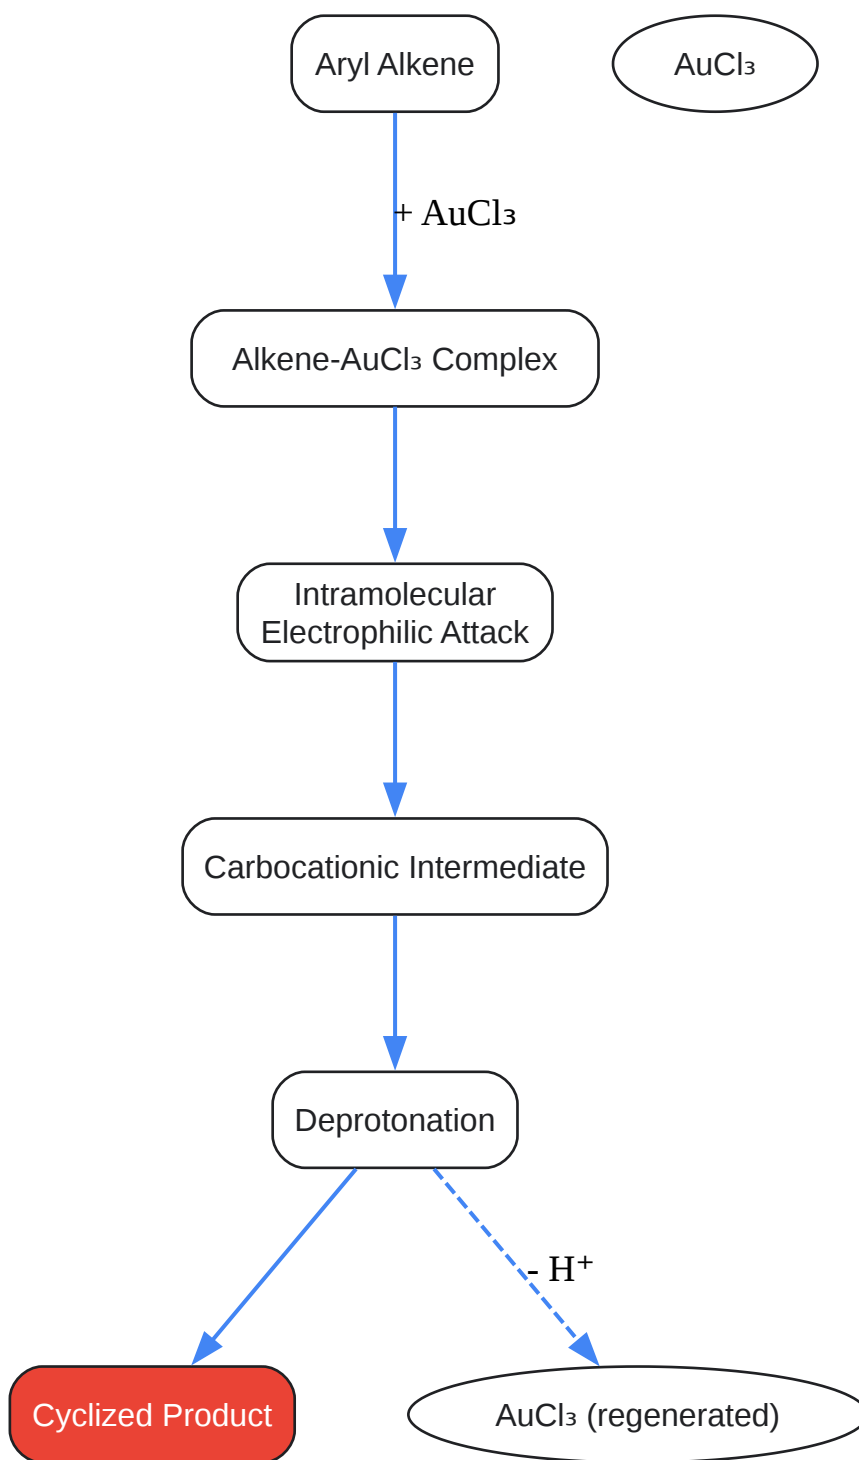 Aryl Alkene
AuCl₃
+ AuCl₃
Alkene-AuCl₃ Complex
Intramolecular
Electrophilic Attack
Carbocationic Intermediate
Deprotonation
- H⁺
Cyclized Product
AuCl₃ (regenerated)